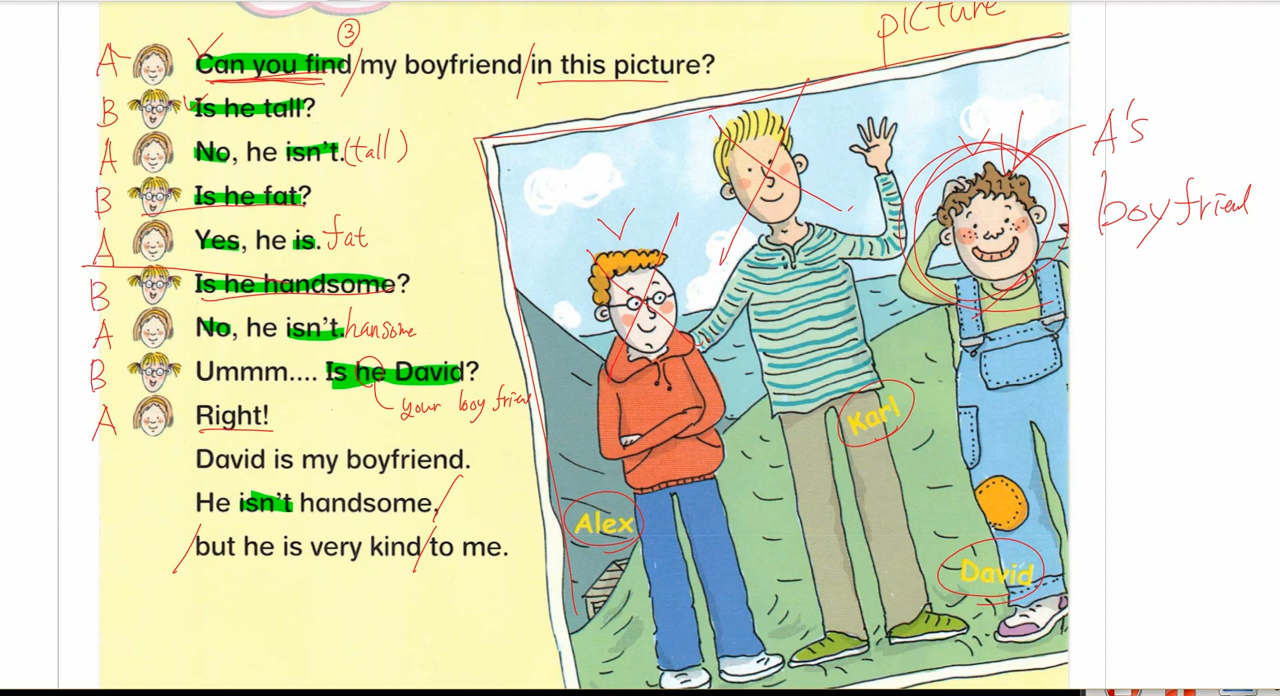 picture
③
A Can you find my boyfriend in this picture?
B Is he tall?
A No, he isn't. (tall)
B Is he fat?
A Yes, he is. fat
B Is he handsome?
A No, he isn't. hansome
B Ummm.... Is he David?
your boy frien
A Right!
David is my boyfriend.
He isn't handsome,
but he is very kind to me.
A's
boyfriend
Karl
Alex
David